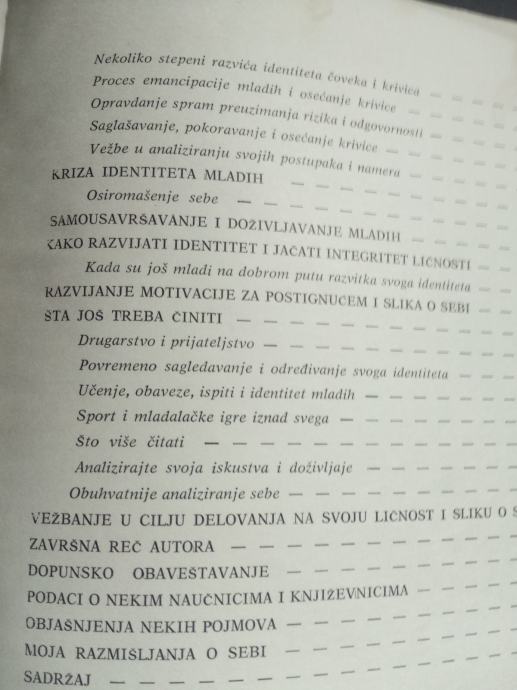 Nekoliko stepeni razvića identiteta čoveka i krivica — — — —
Proces emancipacije mladih i osećanje krivice — — — —
Opravdanje spram preuzimanja rizika i odgovornosti — — — —
Saglašavanje, pokoravanje i osećanje krivice — — — —
Vežbe u analiziranju svojih postupaka i namera — — — —
KRIZA IDENTITETA MLADIH — — — — — — —
Osiromašenje sebe — — — — — — — — —
SAMOUSAVRŠAVANJE I DOŽIVLJAVANJE MLADIH — — — —
KAKO RAZVIJATI IDENTITET I JAČATI INTEGRITET LIČNOSTI — —
Kada su još mladi na dobrom putu razvitka svoga identiteta — —
RAZVIJANJE MOTIVACIJE ZA POSTIGNUĆEM I SLIKA O SEBI — —
ŠTA JOŠ TREBA ČINITI — — — — — — — — —
Drugarstvo i prijateljstvo — — — — — — — —
Povremeno sagledavanje i određivanje svoga identiteta — —
Učenje, obaveze, ispiti i identitet mladih — — — — —
Sport i mladalačke igre iznad svega — — — — — —
Što više čitati — — — — — — — — — —
Analizirajte svoja iskustva i doživljaje — — — — —
Obuhvatnije analiziranje sebe — — — — — — —
VEŽBANJE U CILJU DELOVANJA NA SVOJU LIČNOST I SLIKU O S
ZAVRŠNA REČ AUTORA — — — — — — — — —
DOPUNSKO OBAVEŠTAVANJE — — — — — — — —
PODACI O NEKIM NAUČNICIMA I KNJIŽEVNICIMA — — — —
OBJAŠNJENJA NEKIH POJMOVA — — — — — — — —
MOJA RAZMIŠLJANJA O SEBI — — — — — — — —
SADRŽAJ — — — — — — — — — — — —